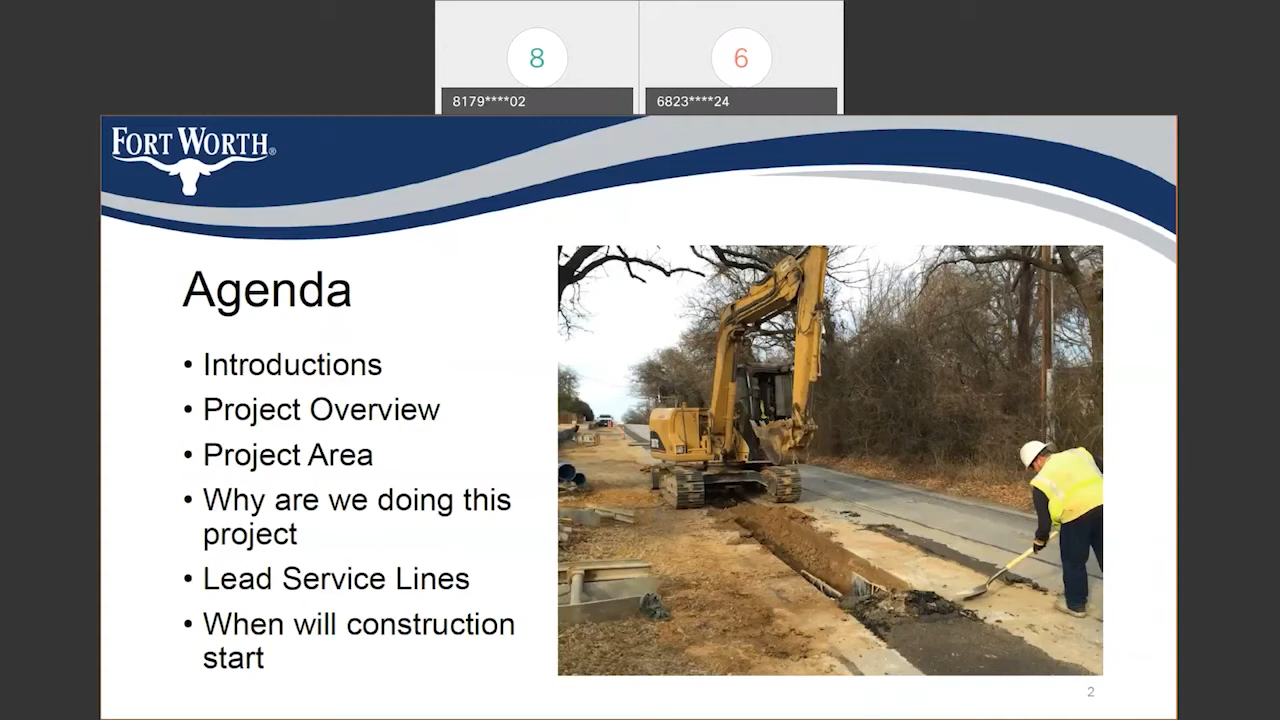 8
6
8179****02
6823****24
FORT WORTH®
Agenda
• Introductions
• Project Overview
• Project Area
• Why are we doing this
project
• Lead Service Lines
• When will construction
start
2